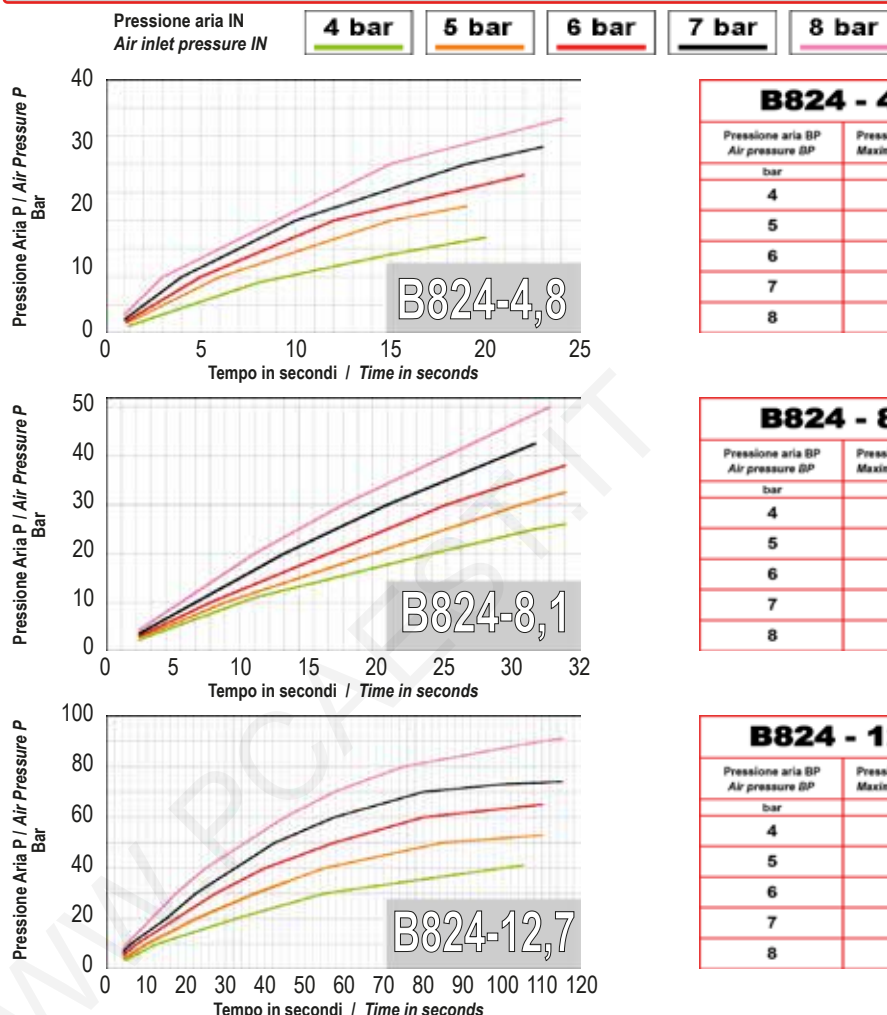 Pressione aria IN
Air inlet pressure IN
4 bar
5 bar
6 bar
7 bar
8 bar
Pressione Aria P / Air Pressure P
Bar
40
30
20
10
0
0 5 10 15 20 25
Tempo in secondi / Time in seconds
B824-4,8
B824 - 4
Pressione aria BP
Air pressure BP
bar
4
5
6
7
8
Pressione Aria P / Air Pressure P
Bar
50
40
30
20
10
0
0 5 10 15 20 25 30 32
Tempo in secondi / Time in seconds
B824-8,1
B824 - 8
Pressione aria BP
Air pressure BP
bar
4
5
6
7
8
Pressione Aria P / Air Pressure P
Bar
100
80
60
40
20
0
0 10 20 30 40 50 60 70 80 90 100 110 120
Tempo in secondi / Time in seconds
B824-12,7
B824 - 1
Pressione aria BP
Air pressure BP
bar
4
5
6
7
8
WWW.PCAEST.IT